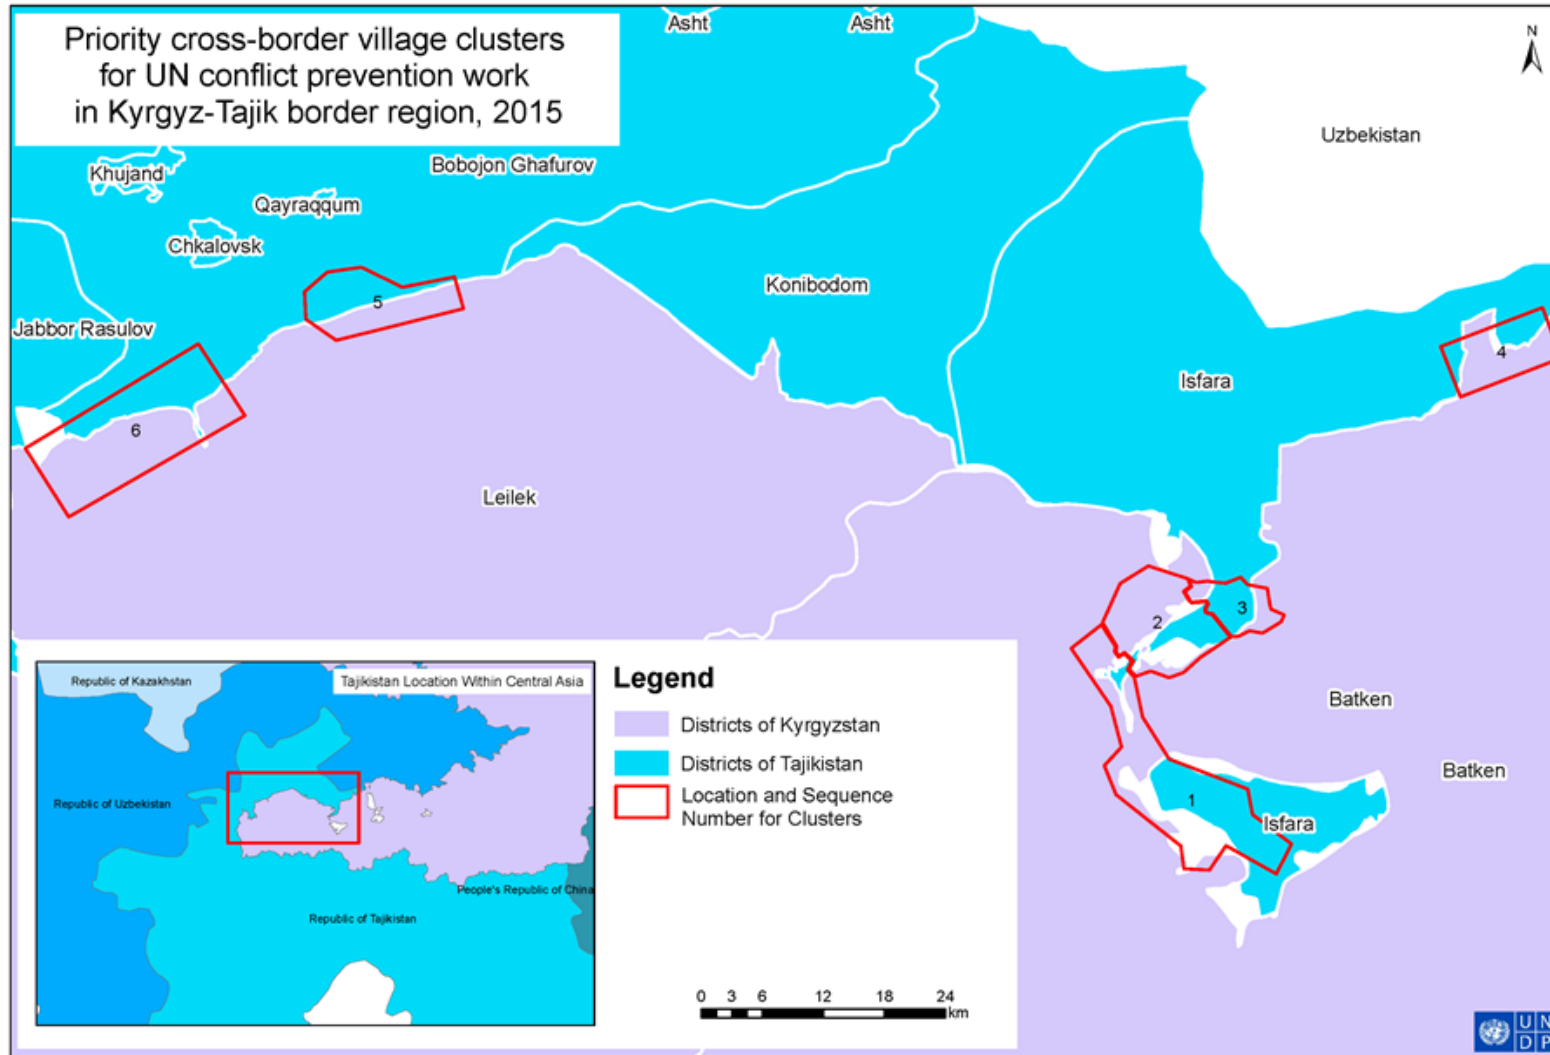 Priority cross-border village clusters
for UN conflict prevention work
in Kyrgyz-Tajik border region, 2015
Asht
Asht
N
Uzbekistan
Khujand
Bobojon Ghafurov
Qayraqqum
Chkalovsk
Konibodom
5
Jabbor Rasulov
4
Isfara
6
Leilek
3
2
Batken
Batken
1
Isfara
Tajikistan Location Within Central Asia
Republic of Kazakhstan
Republic of Uzbekistan
People's Republic of China
Republic of Tajikistan
Legend
Districts of Kyrgyzstan
Districts of Tajikistan
Location and Sequence
Number for Clusters
0 3 6 12 18 24
km
U N
D P